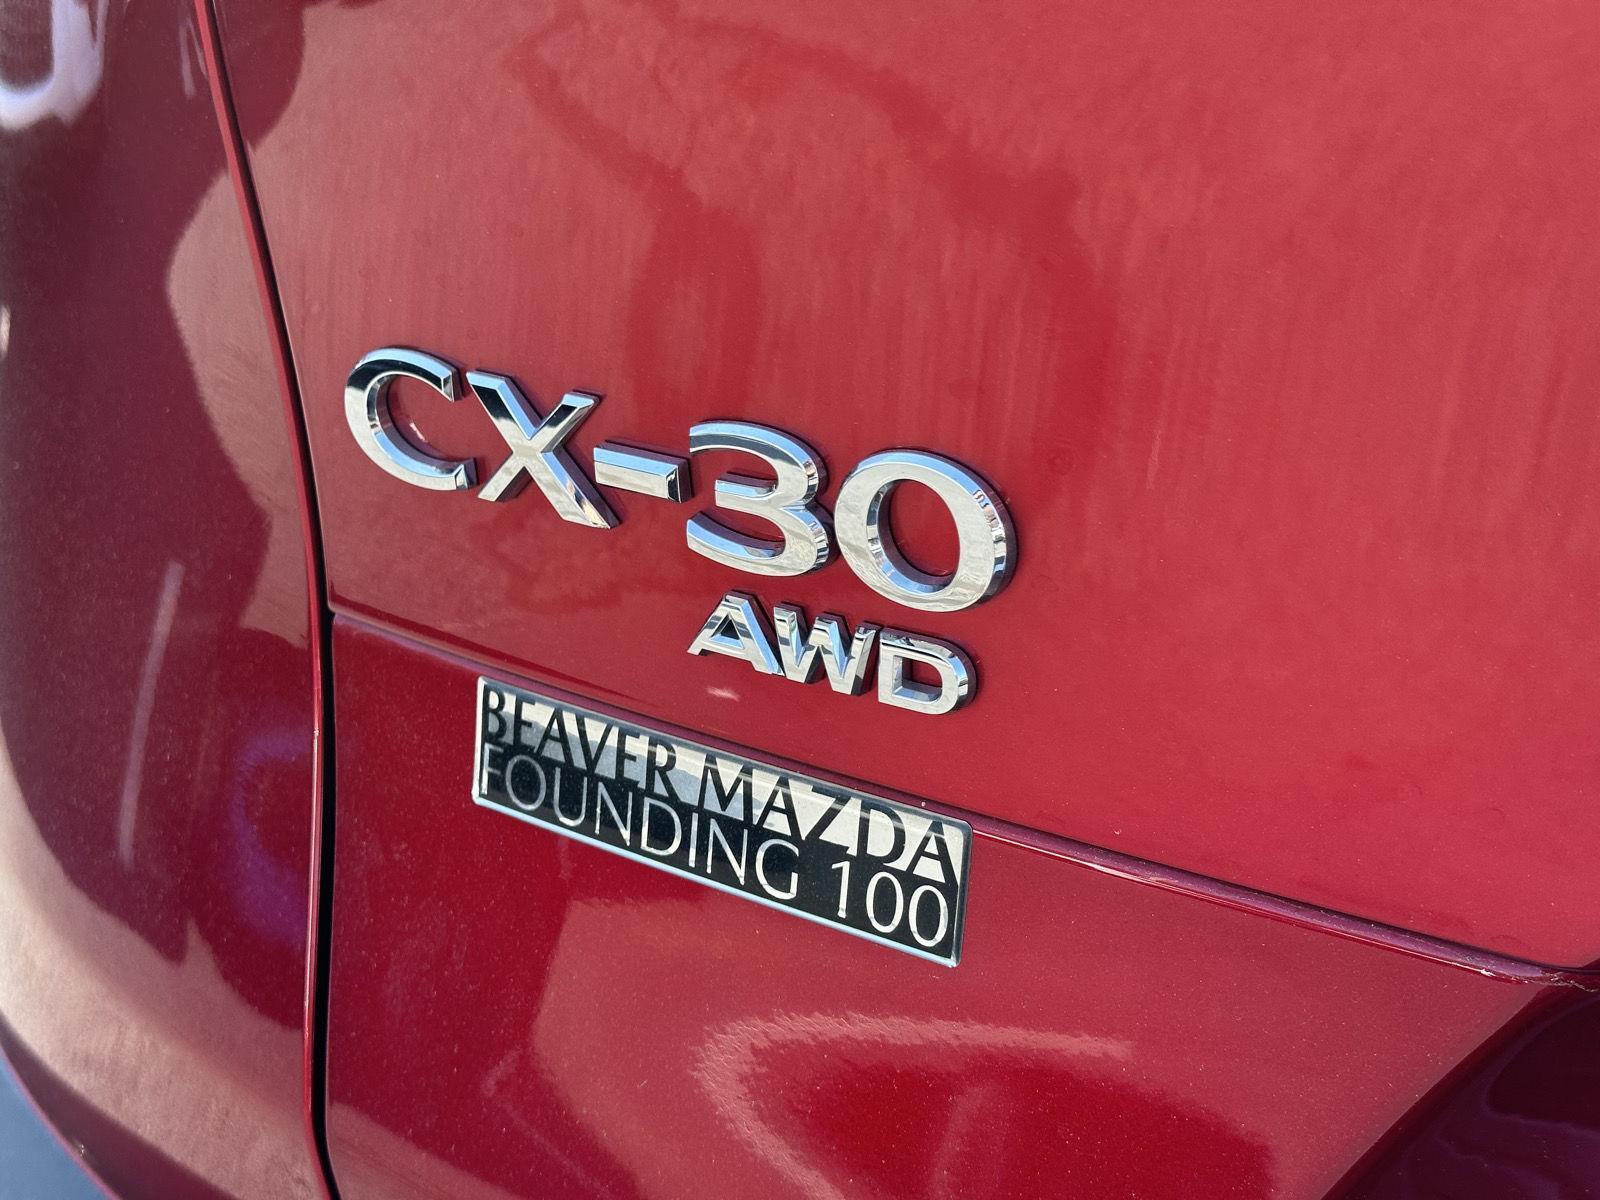 CX-30
AWD
BEAVER MAZDA
FOUNDING 100